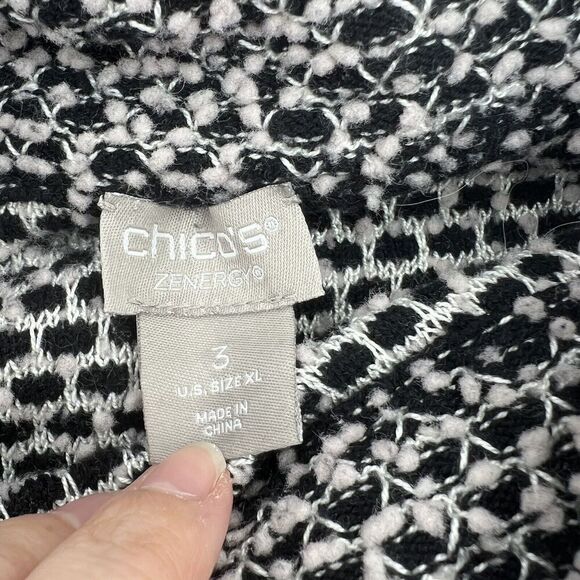 chico's®
ZENERGY®
3
U.S. SIZE XL
MADE IN
CHINA